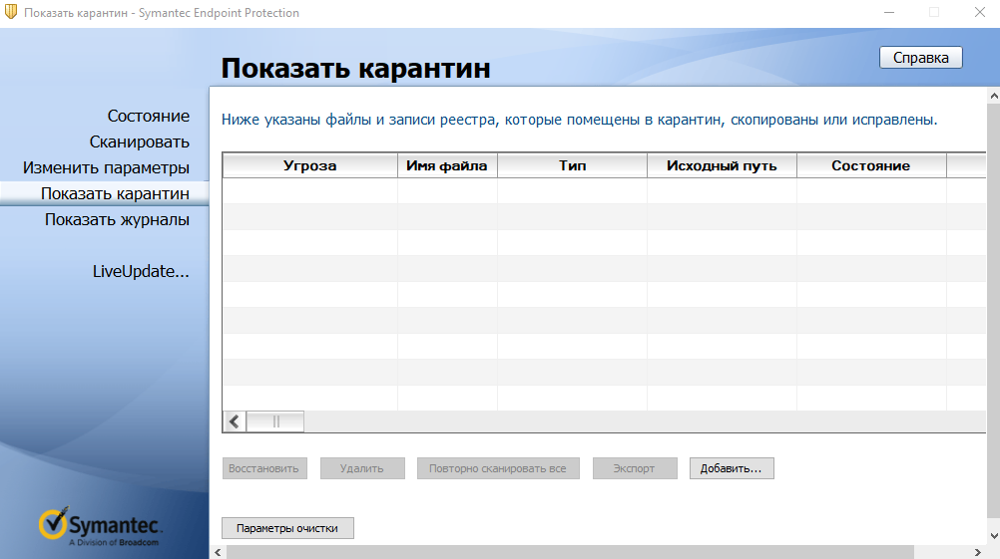 Показать карантин - Symantec Endpoint Protection
Показать карантин
Справка
Состояние
Сканировать
Изменить параметры
Показать карантин
Показать журналы
LiveUpdate...
Ниже указаны файлы и записи реестра, которые помещены в карантин, скопированы или исправлены.
Угроза Имя файла Тип Исходный путь Состояние
Восстановить Удалить Повторно сканировать все Экспорт Добавить...
Параметры очистки
Symantec.
A Division of Broadcom